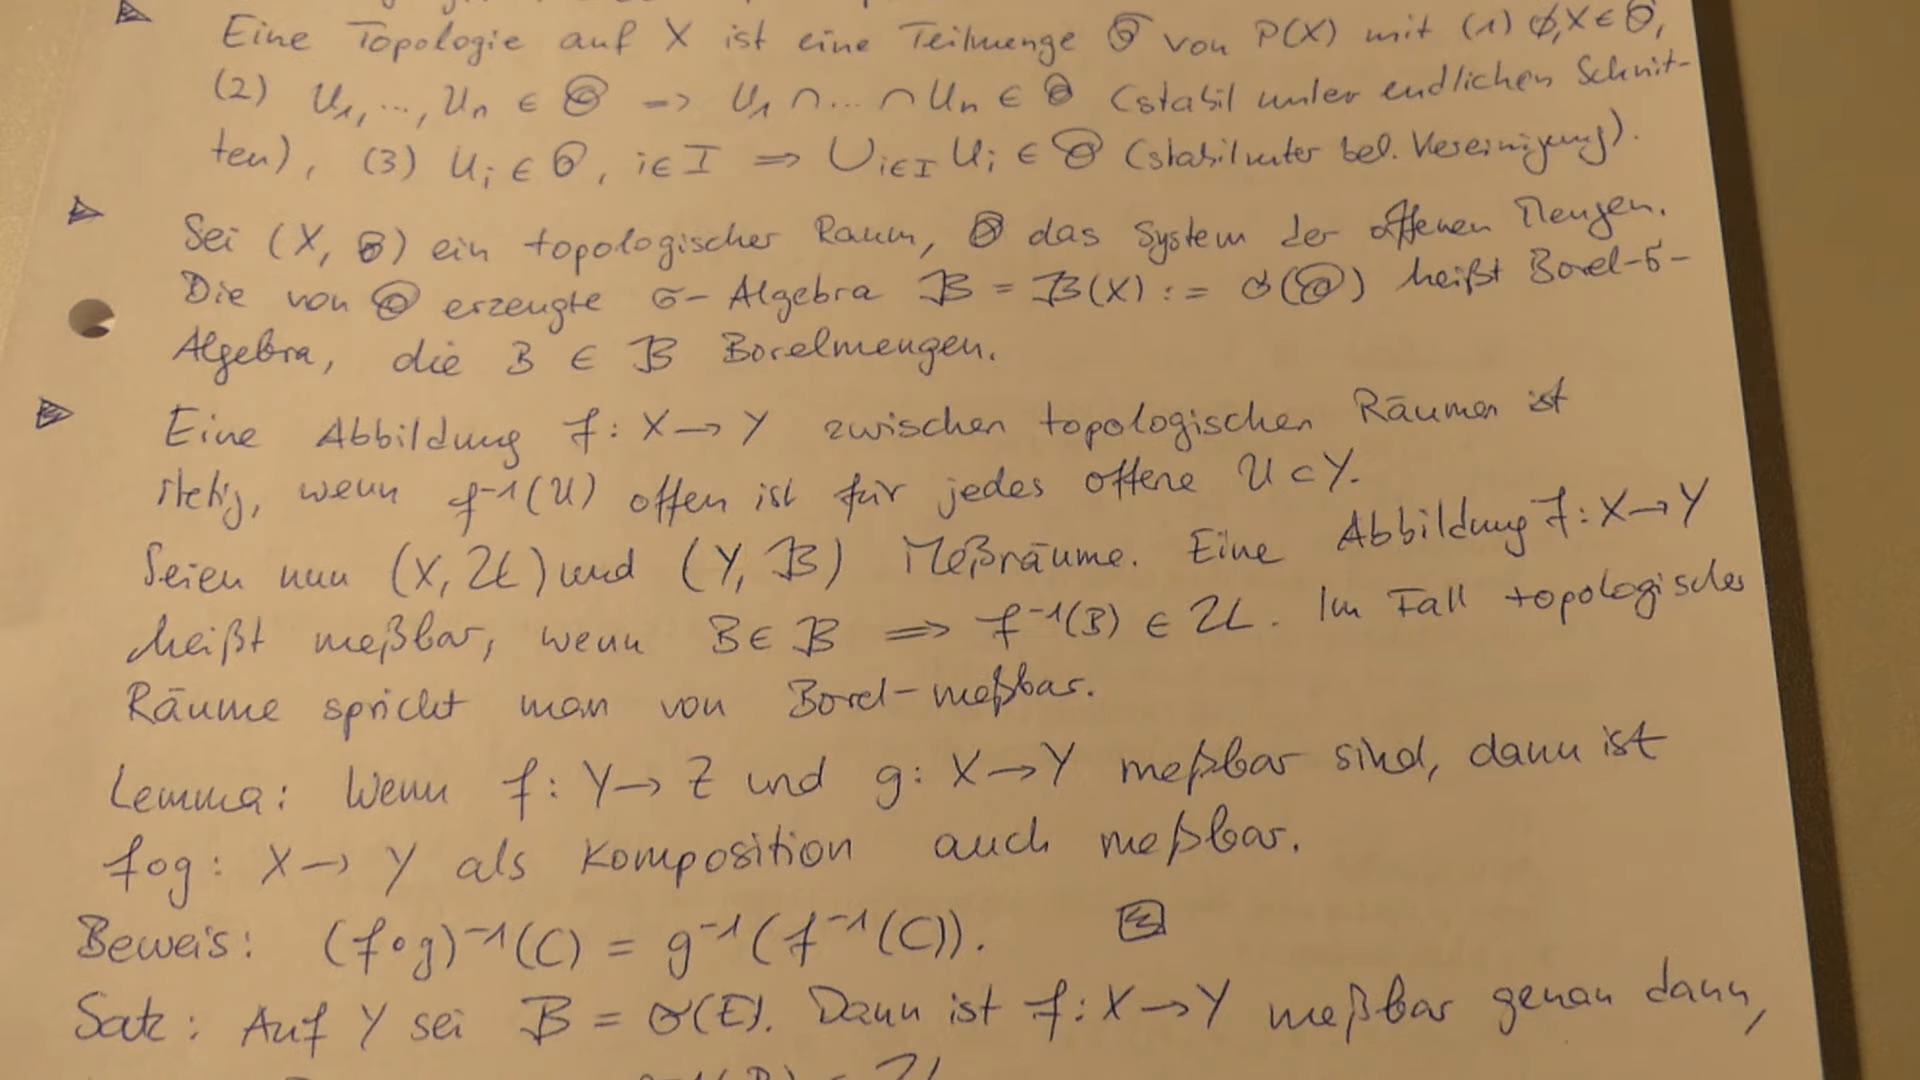 Eine Topologie auf X ist eine Teilmenge 𝒪 von P(X) mit (1) ∅, X ∈ 𝒪,
(2) U₁, ..., Uₙ ∈ 𝒪 => U₁ ∩ ... ∩ Uₙ ∈ 𝒪 (stabil unter endlichen Schnit-
ten), (3) Uᵢ ∈ 𝒪, i ∈ I => ∪ᵢ∈I Uᵢ ∈ 𝒪 (stabil unter bel. Vereinigung).
Sei (X, 𝒪) ein topologischer Raum, 𝒪 das System der offenen Mengen.
Die von 𝒪 erzeugte σ-Algebra 𝔅 = 𝔅(X) := σ(𝒪) heißt Borel-σ-
Algebra, die B ∈ 𝔅 Borelmengen.
Eine Abbildung f: X → Y zwischen topologischen Räumen ist
stetig, wenn f⁻¹(U) offen ist für jedes offene U ⊂ Y.
Seien nun (X, 𝔄) und (Y, 𝔅) Meßräume. Eine Abbildung f: X → Y
heißt meßbar, wenn B ∈ 𝔅 => f⁻¹(B) ∈ 𝔄. Im Fall topologischer
Räume spricht man von Borel-meßbar.
Lemma: Wenn f: Y → Z und g: X → Y meßbar sind, dann ist
f∘g: X → Y als Komposition auch meßbar.
Beweis: (f∘g)⁻¹(C) = g⁻¹(f⁻¹(C)).
Satz: Auf Y sei 𝔅 = σ(E). Dann ist f: X → Y meßbar genau dann,